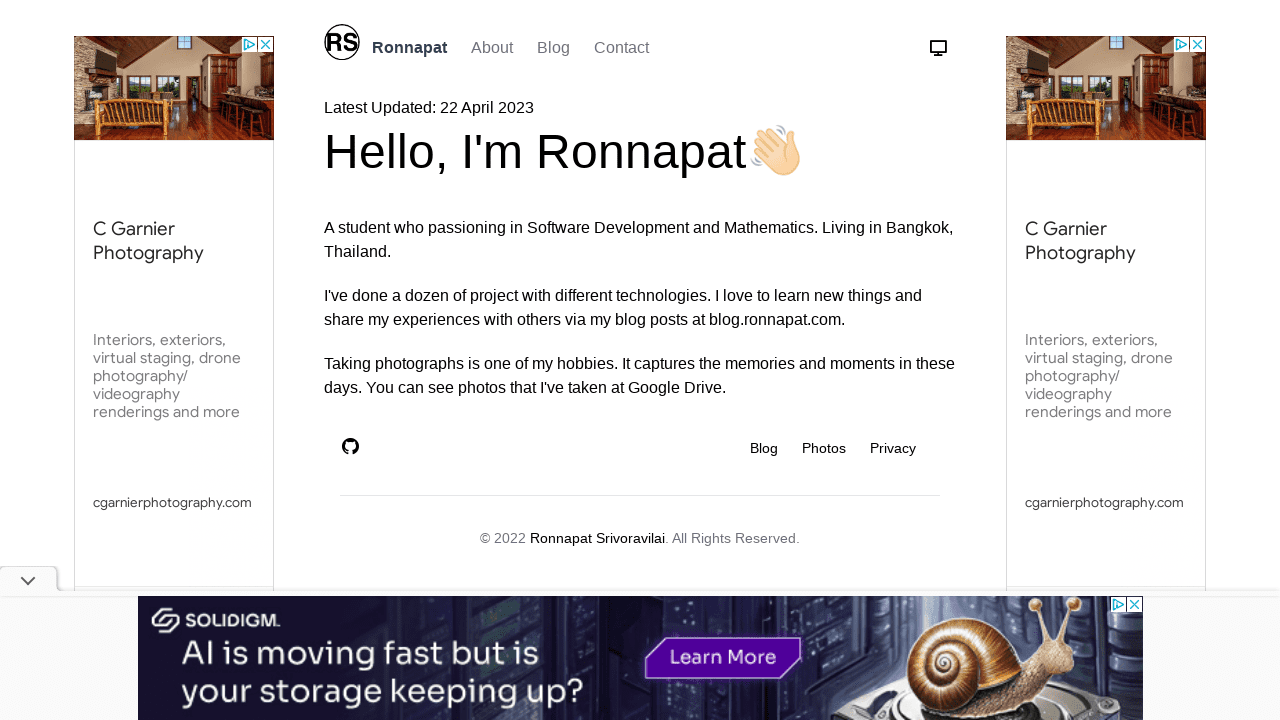 RS
Ronnapat
About
Blog
Contact
Latest Updated: 22 April 2023
Hello, I'm Ronnapat👋🏼
A student who passioning in Software Development and Mathematics. Living in Bangkok,
Thailand.
I've done a dozen of project with different technologies. I love to learn new things and
share my experiences with others via my blog posts at blog.ronnapat.com.
Taking photographs is one of my hobbies. It captures the memories and moments in these
days. You can see photos that I've taken at Google Drive.
Blog
Photos
Privacy
© 2022 Ronnapat Srivoravilai. All Rights Reserved.
C Garnier
Photography
Interiors, exteriors,
virtual staging, drone
photography/
videography
renderings and more
cgarnierphotography.com
C Garnier
Photography
Interiors, exteriors,
virtual staging, drone
photography/
videography
renderings and more
cgarnierphotography.com
SOLIDIGM
AI is moving fast but is
your storage keeping up?
Learn More